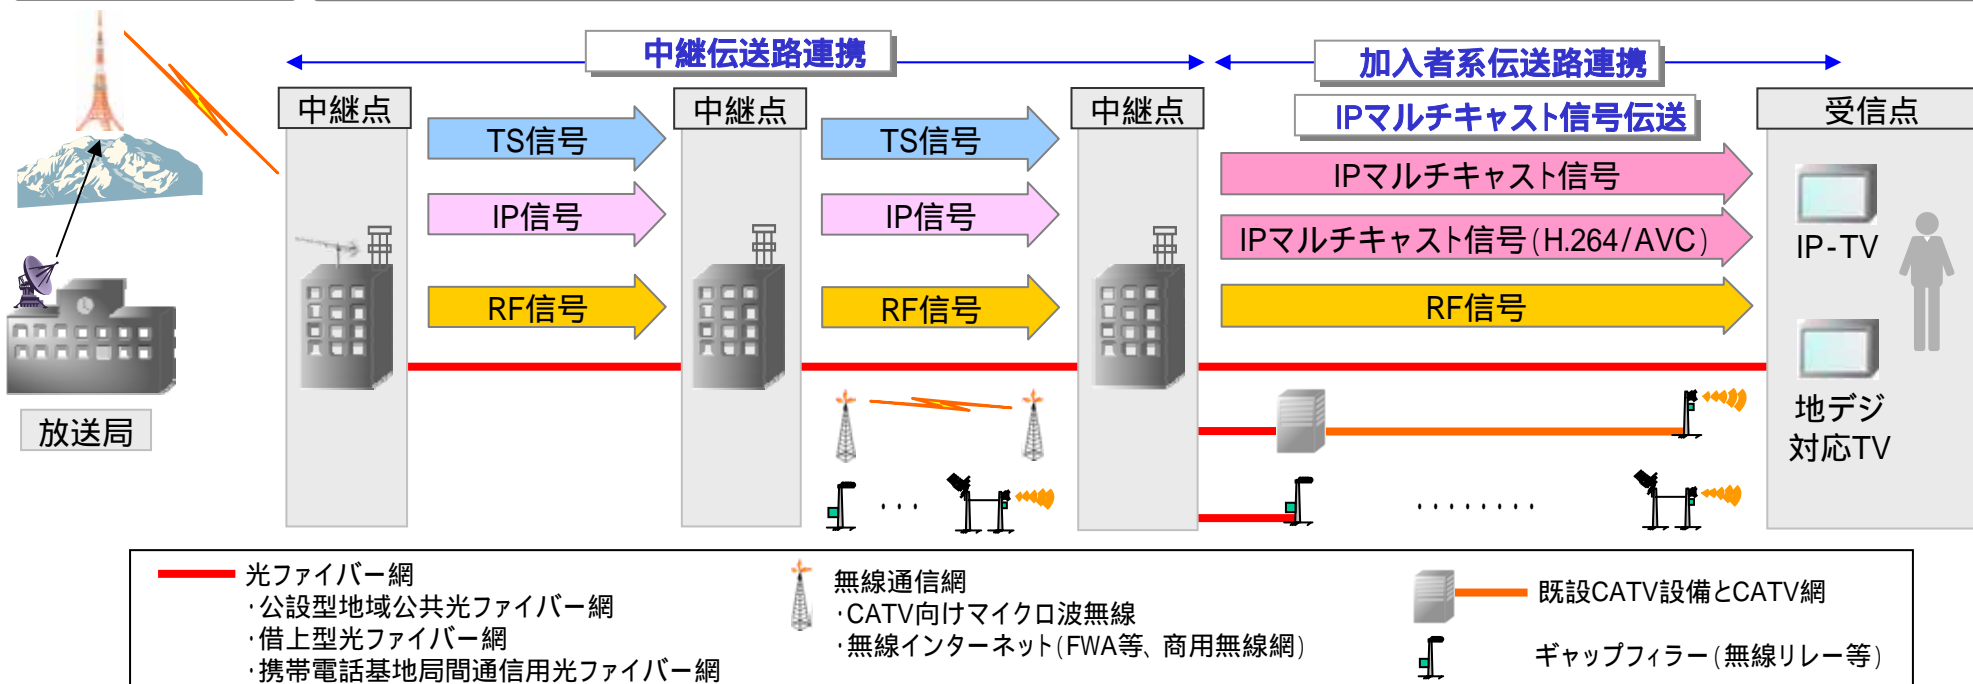 中継伝送路連携
加入者系伝送路連携
IPマルチキャスト信号伝送
中継点
中継点
中継点
受信点
TS信号
TS信号
IPマルチキャスト信号
IP信号
IP信号
IPマルチキャスト信号(H.264/AVC)
IP-TV
RF信号
RF信号
RF信号
放送局
地デジ
対応TV
‥‥
‥‥‥‥
光ファイバー網
・公設型地域公共光ファイバー網
・借上型光ファイバー網
・携帯電話基地局間通信用光ファイバー網
無線通信網
・CATV向けマイクロ波無線
・無線インターネット(FWA等、商用無線網)
既設CATV設備とCATV網
ギャップフィラー(無線リレー等)